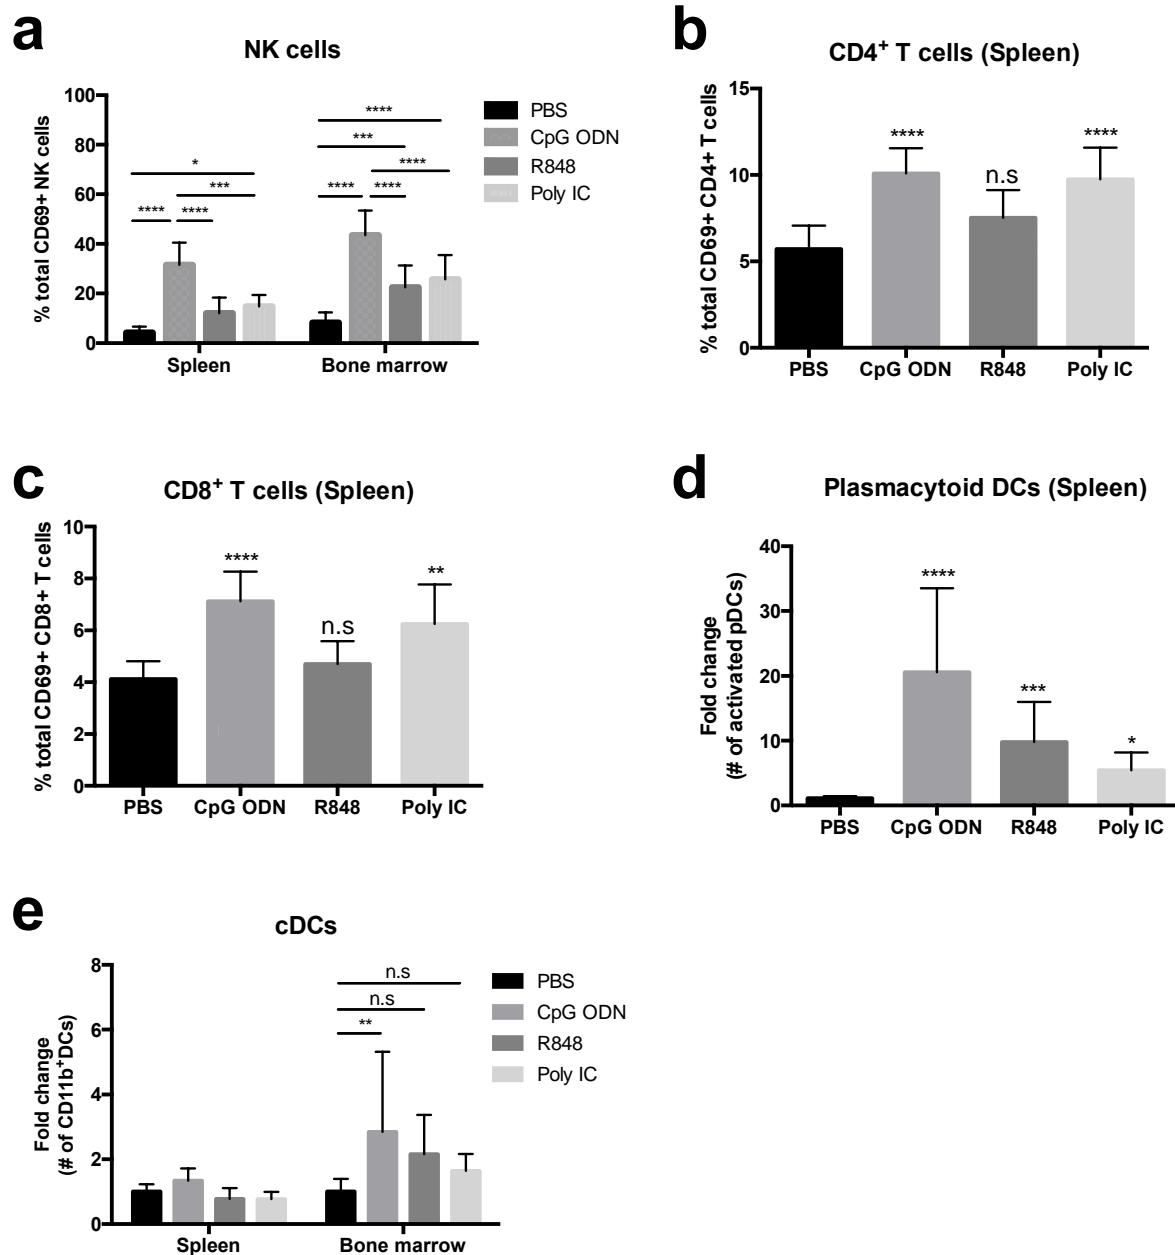 a
NK cells
% total CD69+ NK cells
100
80
60
40
20
0
* 
***
**** ****
****
***
****
**** ****
Spleen
Bone marrow
PBS
CpG ODN
R848
Poly IC
b
CD4+ T cells (Spleen)
% total CD69+ CD4+ T cells
15
10
5
0
****
n.s
****
PBS
CpG ODN
R848
Poly IC
c
CD8+ T cells (Spleen)
% total CD69+ CD8+ T cells
10
8
6
4
2
0
****
n.s
**
PBS
CpG ODN
R848
Poly IC
d
Plasmacytoid DCs (Spleen)
Fold change
(# of activated pDCs)
40
30
20
10
0
****
***
*
PBS
CpG ODN
R848
Poly IC
e
cDCs
Fold change
(# of CD11b+DCs)
8
6
4
2
0
n.s
n.s
**
Spleen
Bone marrow
PBS
CpG ODN
R848
Poly IC